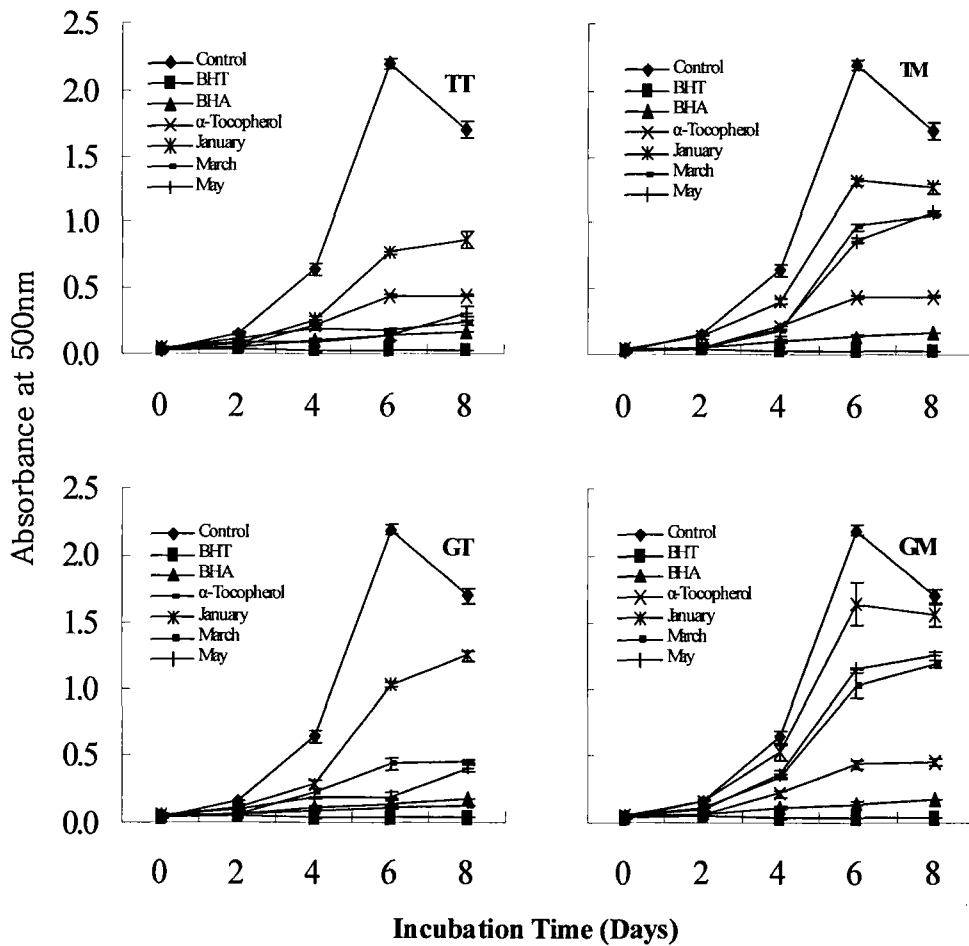 2.5
2.0
1.5
1.0
0.5
0.0
Control
BHT
BHA
α-Tocopherol
January
March
May
TT
0 2 4 6 8
Control
BHT
BHA
α-Tocopherol
January
March
May
TM
0 2 4 6 8
Absorbance at 500nm
2.5
2.0
1.5
1.0
0.5
0.0
Control
BHT
BHA
α-Tocopherol
January
March
May
GT
0 2 4 6 8
Control
BHT
BHA
α-Tocopherol
January
March
May
GM
0 2 4 6 8
Incubation Time (Days)